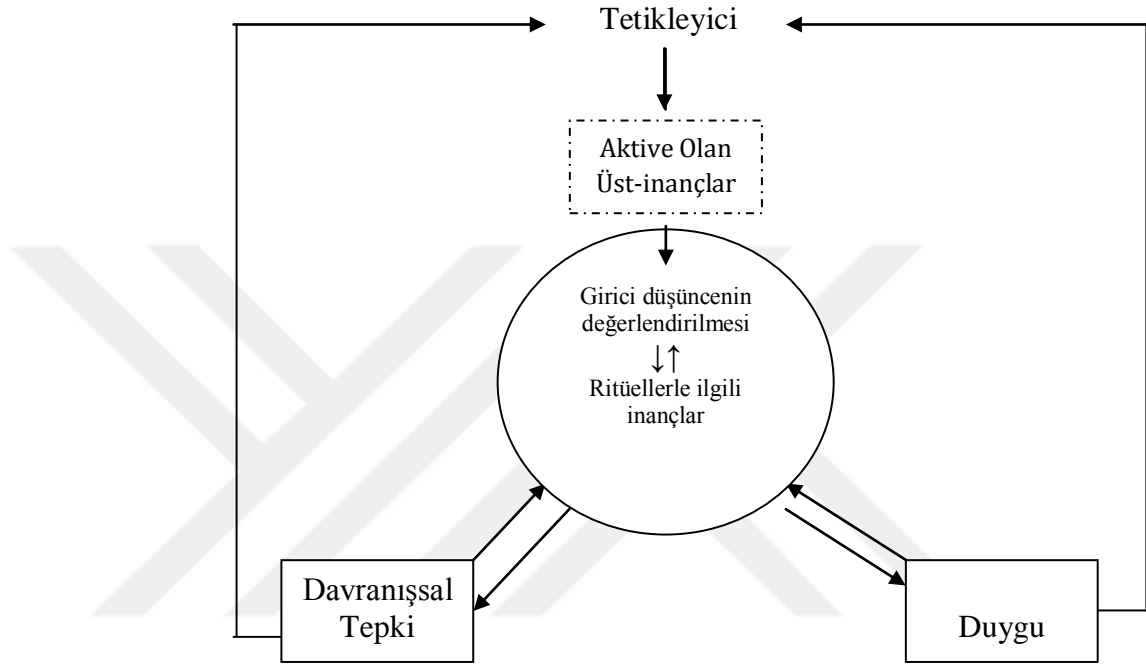 Tetikleyici
Aktive Olan
Üst-inançlar
Girici düşüncenin
değerlendirilmesi
↓↑
Ritüellerle ilgili
inançlar
Davranışsal
Tepki
Duygu